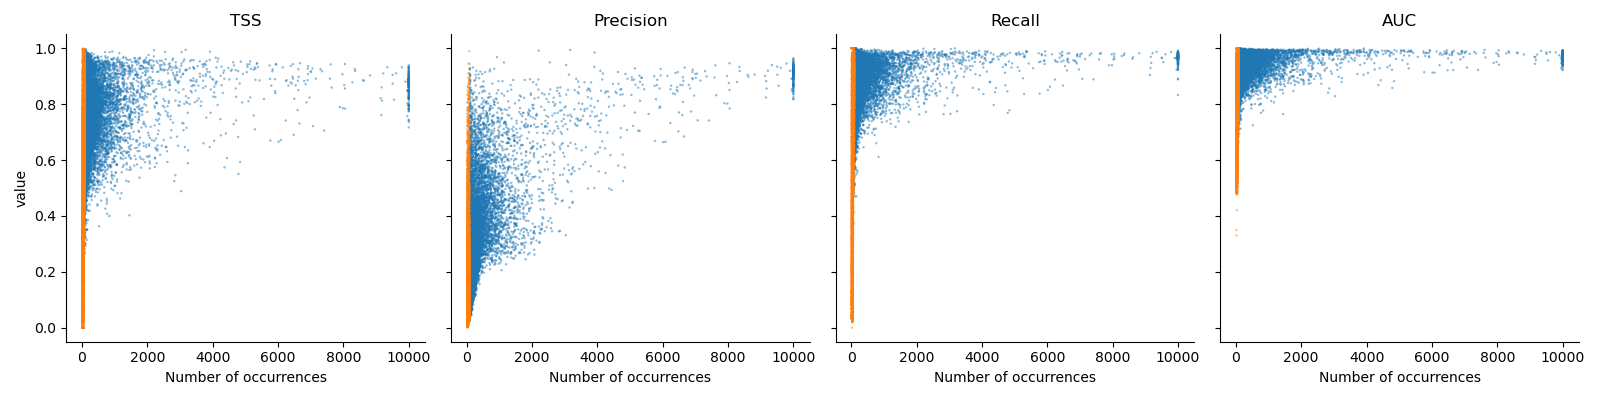 TSS
Precision
Recall
AUC
value
1.0
0.8
0.6
0.4
0.2
0.0
0 2000 4000 6000 8000 10000
0 2000 4000 6000 8000 10000
0 2000 4000 6000 8000 10000
0 2000 4000 6000 8000 10000
Number of occurrences
Number of occurrences
Number of occurrences
Number of occurrences